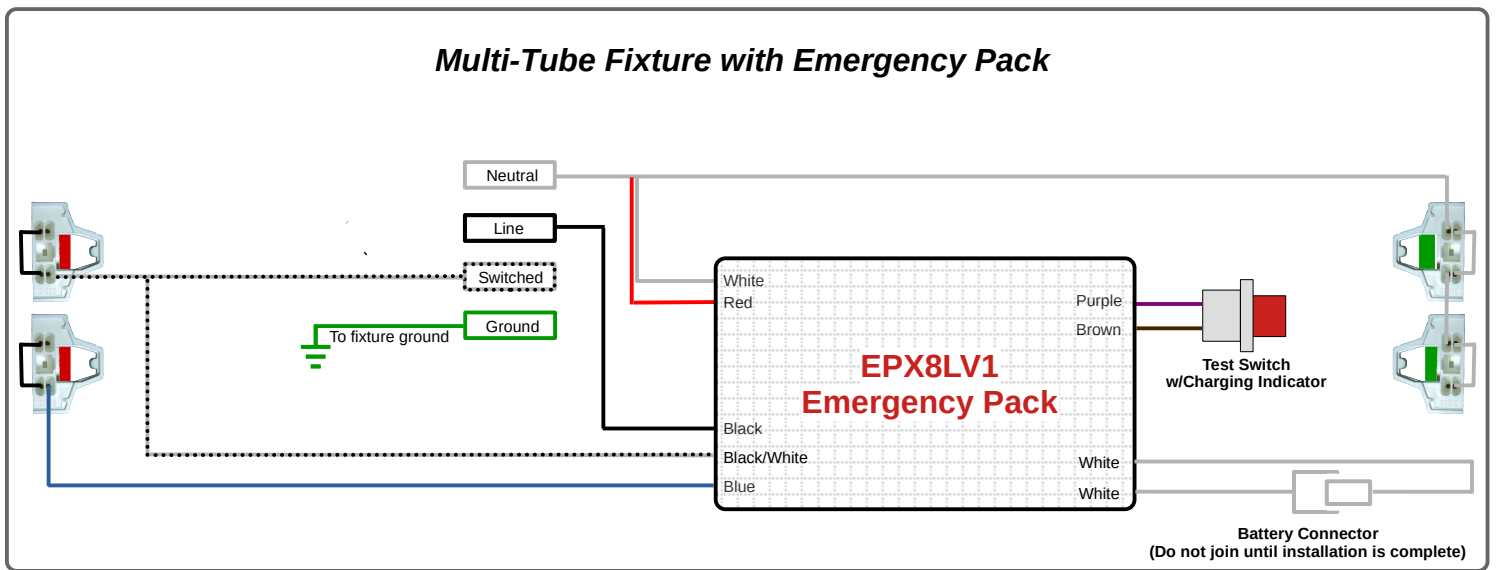 Multi-Tube Fixture with Emergency Pack
Neutral
Line
Switched
Ground
To fixture ground
White
Red
Black
Black/White
Blue
EPX8LV1
Emergency Pack
Purple
Brown
White
White
Test Switch
w/Charging Indicator
Battery Connector
(Do not join until installation is complete)